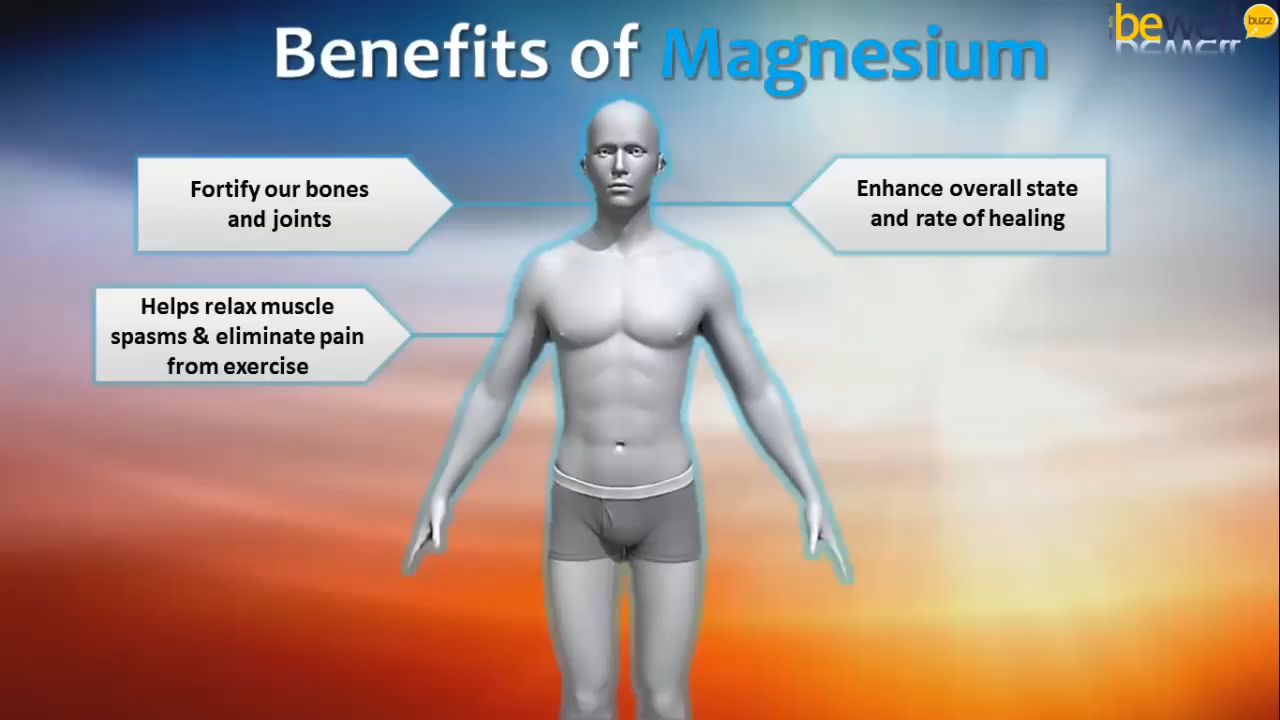 Benefits of Magnesium
bewell
buzz
Fortify our bones
and joints
Enhance overall state
and rate of healing
Helps relax muscle
spasms & eliminate pain
from exercise